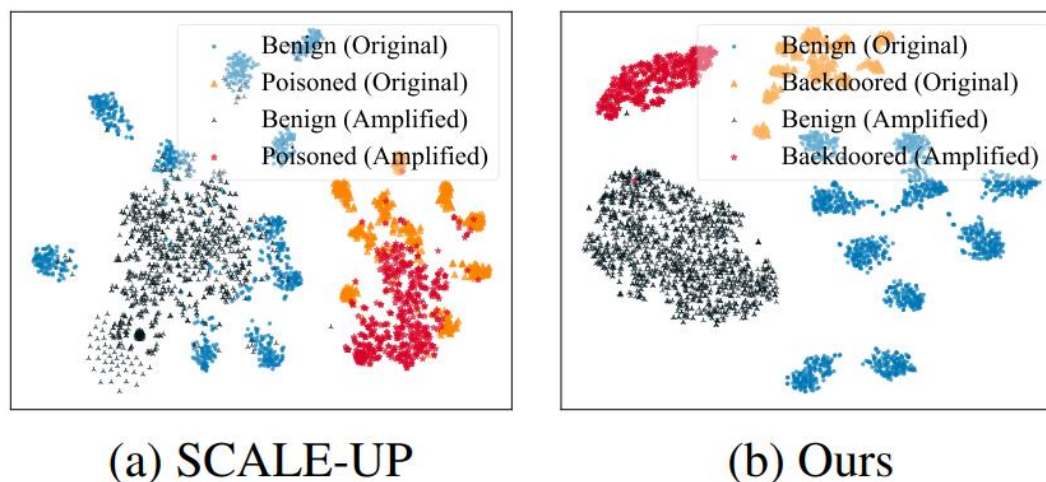 Benign (Original)
Poisoned (Original)
Benign (Amplified)
Poisoned (Amplified)
(a) SCALE-UP
Benign (Original)
Backdoored (Original)
Benign (Amplified)
Backdoored (Amplified)
(b) Ours